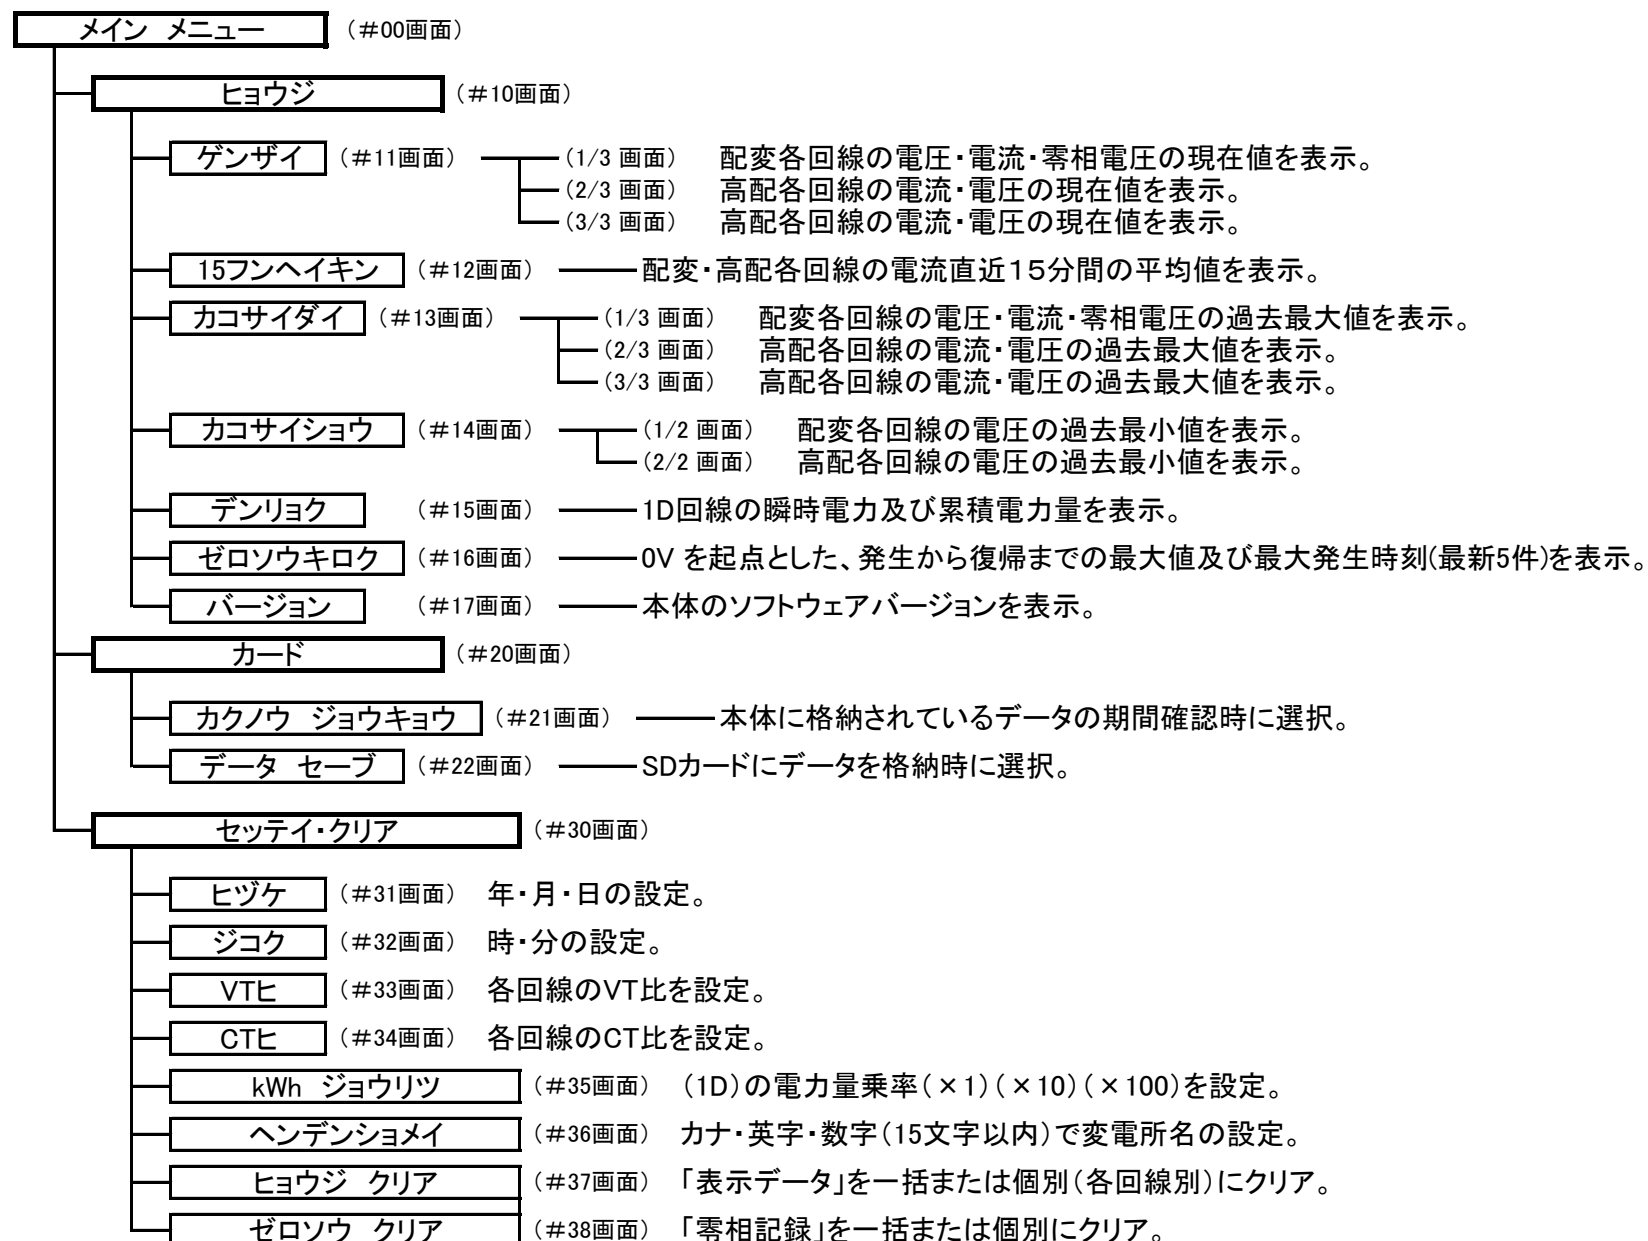 メイン メニュー (＃00画面)
ヒョウジ (＃10画面)
ゲンザイ (＃11画面) (1/3 画面) 配変各回線の電圧・電流・零相電圧の現在値を表示。
(2/3 画面) 高配各回線の電流・電圧の現在値を表示。
(3/3 画面) 高配各回線の電流・電圧の現在値を表示。
15フンヘイキン (＃12画面) 配変・高配各回線の電流直近１５分間の平均値を表示。
カコサイダイ (＃13画面) (1/3 画面) 配変各回線の電圧・電流・零相電圧の過去最大値を表示。
(2/3 画面) 高配各回線の電流・電圧の過去最大値を表示。
(3/3 画面) 高配各回線の電流・電圧の過去最大値を表示。
カコサイショウ (＃14画面) (1/2 画面) 配変各回線の電圧の過去最小値を表示。
(2/2 画面) 高配各回線の電圧の過去最小値を表示。
デンリョク (＃15画面) 1D回線の瞬時電力及び累積電力量を表示。
ゼロソウキロク (＃16画面) 0V を起点とした、発生から復帰までの最大値及び最大発生時刻(最新5件)を表示。
バージョン (＃17画面) 本体のソフトウェアバージョンを表示。
カード (＃20画面)
カクノウ ジョウキョウ (＃21画面) 本体に格納されているデータの期間確認時に選択。
データ セーブ (＃22画面) SDカードにデータを格納時に選択。
セッテイ・クリア (＃30画面)
ヒヅケ (＃31画面) 年・月・日の設定。
ジコク (＃32画面) 時・分の設定。
VTヒ (＃33画面) 各回線のVT比を設定。
CTヒ (＃34画面) 各回線のCT比を設定。
kWh ジョウリツ (＃35画面) (1D)の電力量乗率(×1)(×10)(×100)を設定。
ヘンデンショメイ (＃36画面) カナ・英字・数字(15文字以内)で変電所名の設定。
ヒョウジ クリア (＃37画面) 「表示データ」を一括または個別(各回線別)にクリア。
ゼロソウ クリア (＃38画面) 「零相記録」を一括または個別にクリア。